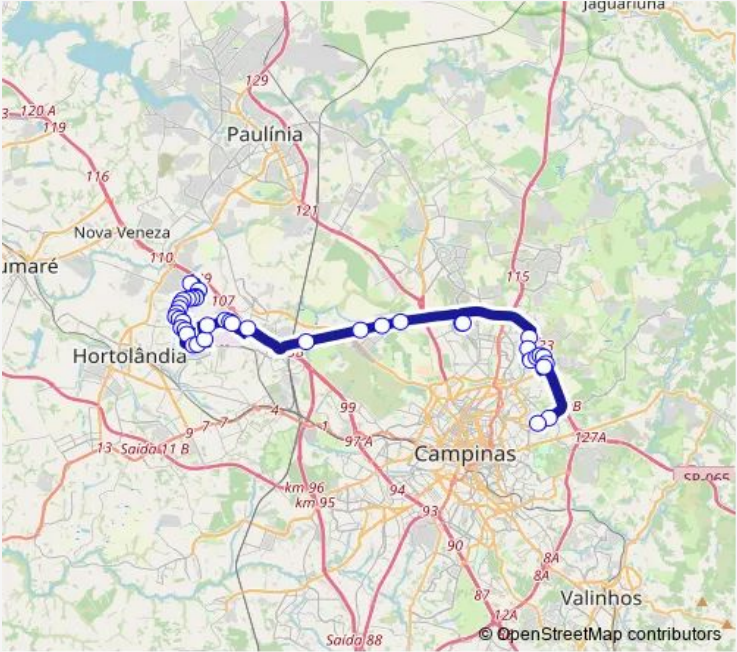 Jaguariúna
129
3 120 A
119
Paulínia
116
121
Nova Veneza
110
umaré
107
115
Hortolândia
99
4
1
7
7
9
97 A
B
127A
13 Saída 11 B
Campinas
km 96
km 95
94
93
SP-065
90
8A
8A
87
Valinhos
12A
Saída 88
© OpenStreetMap contributors